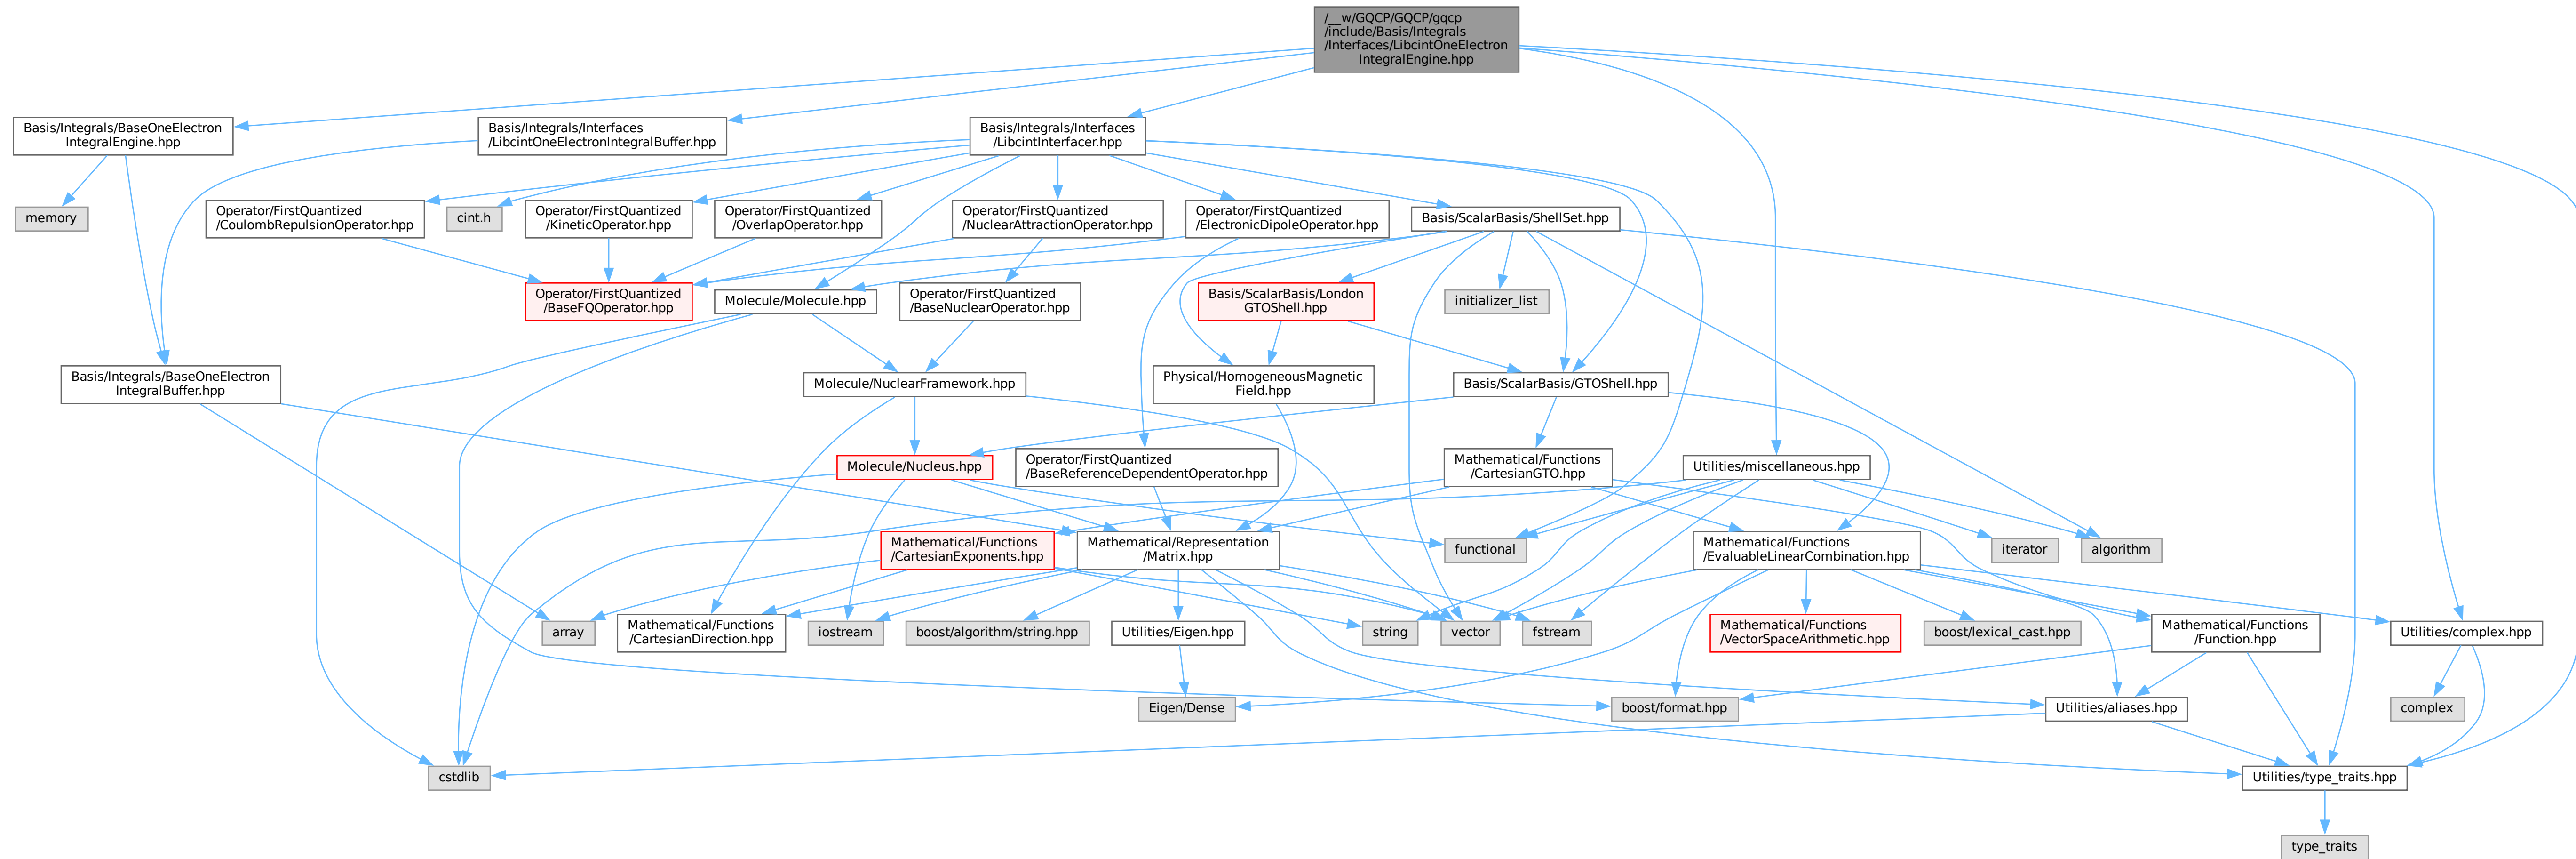 /__w/GQCP/GQCP/gqcp
/include/Basis/Integrals
/Interfaces/LibcintOneElectron
IntegralEngine.hpp
Basis/Integrals/BaseOneElectron
IntegralEngine.hpp
Basis/Integrals/Interfaces
/LibcintOneElectronIntegralBuffer.hpp
Basis/Integrals/Interfaces
/LibcintInterfacer.hpp
memory
Operator/FirstQuantized
/CoulombRepulsionOperator.hpp
cint.h
Operator/FirstQuantized
/KineticOperator.hpp
Operator/FirstQuantized
/OverlapOperator.hpp
Operator/FirstQuantized
/NuclearAttractionOperator.hpp
Operator/FirstQuantized
/ElectronicDipoleOperator.hpp
Basis/ScalarBasis/ShellSet.hpp
Operator/FirstQuantized
/BaseFQOperator.hpp
Molecule/Molecule.hpp
Operator/FirstQuantized
/BaseNuclearOperator.hpp
Basis/ScalarBasis/London
GTOShell.hpp
initializer_list
Basis/Integrals/BaseOneElectron
IntegralBuffer.hpp
Molecule/NuclearFramework.hpp
Physical/HomogeneousMagnetic
Field.hpp
Basis/ScalarBasis/GTOShell.hpp
Molecule/Nucleus.hpp
Operator/FirstQuantized
/BaseReferenceDependentOperator.hpp
Mathematical/Functions
/CartesianGTO.hpp
Utilities/miscellaneous.hpp
Mathematical/Functions
/CartesianExponents.hpp
Mathematical/Representation
/Matrix.hpp
functional
Mathematical/Functions
/EvaluableLinearCombination.hpp
iterator
algorithm
array
Mathematical/Functions
/CartesianDirection.hpp
iostream
boost/algorithm/string.hpp
Utilities/Eigen.hpp
string
vector
fstream
Mathematical/Functions
/VectorSpaceArithmetic.hpp
boost/lexical_cast.hpp
Mathematical/Functions
/Function.hpp
Utilities/complex.hpp
Eigen/Dense
boost/format.hpp
Utilities/aliases.hpp
complex
cstdlib
Utilities/type_traits.hpp
type_traits